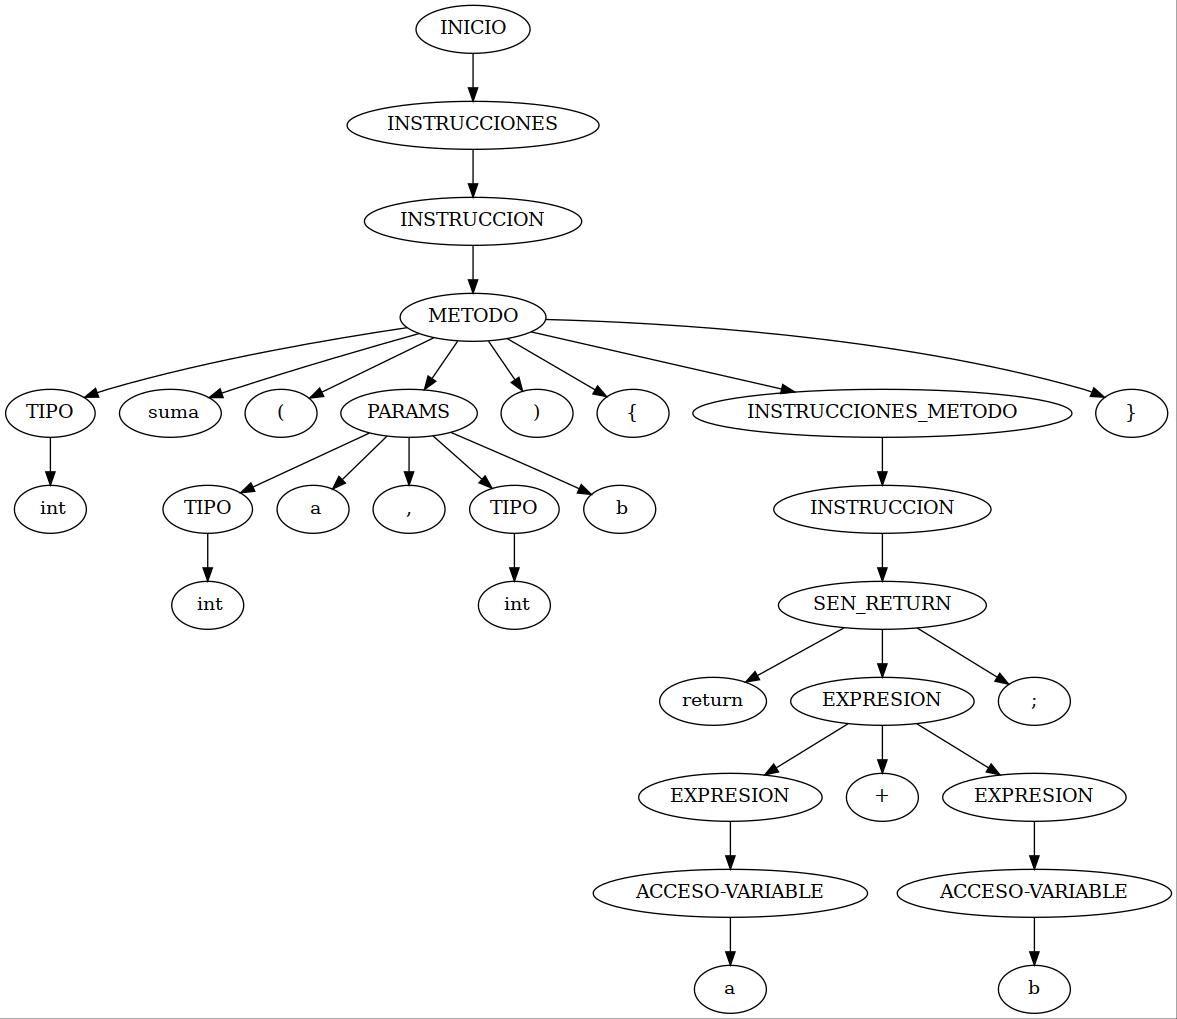 INICIO
INSTRUCCIONES
INSTRUCCION
METODO
TIPO suma ( PARAMS ) { INSTRUCCIONES_METODO }
int TIPO a , TIPO b INSTRUCCION
int int SEN_RETURN
return EXPRESION ;
EXPRESION + EXPRESION
ACCESO-VARIABLE ACCESO-VARIABLE
a b